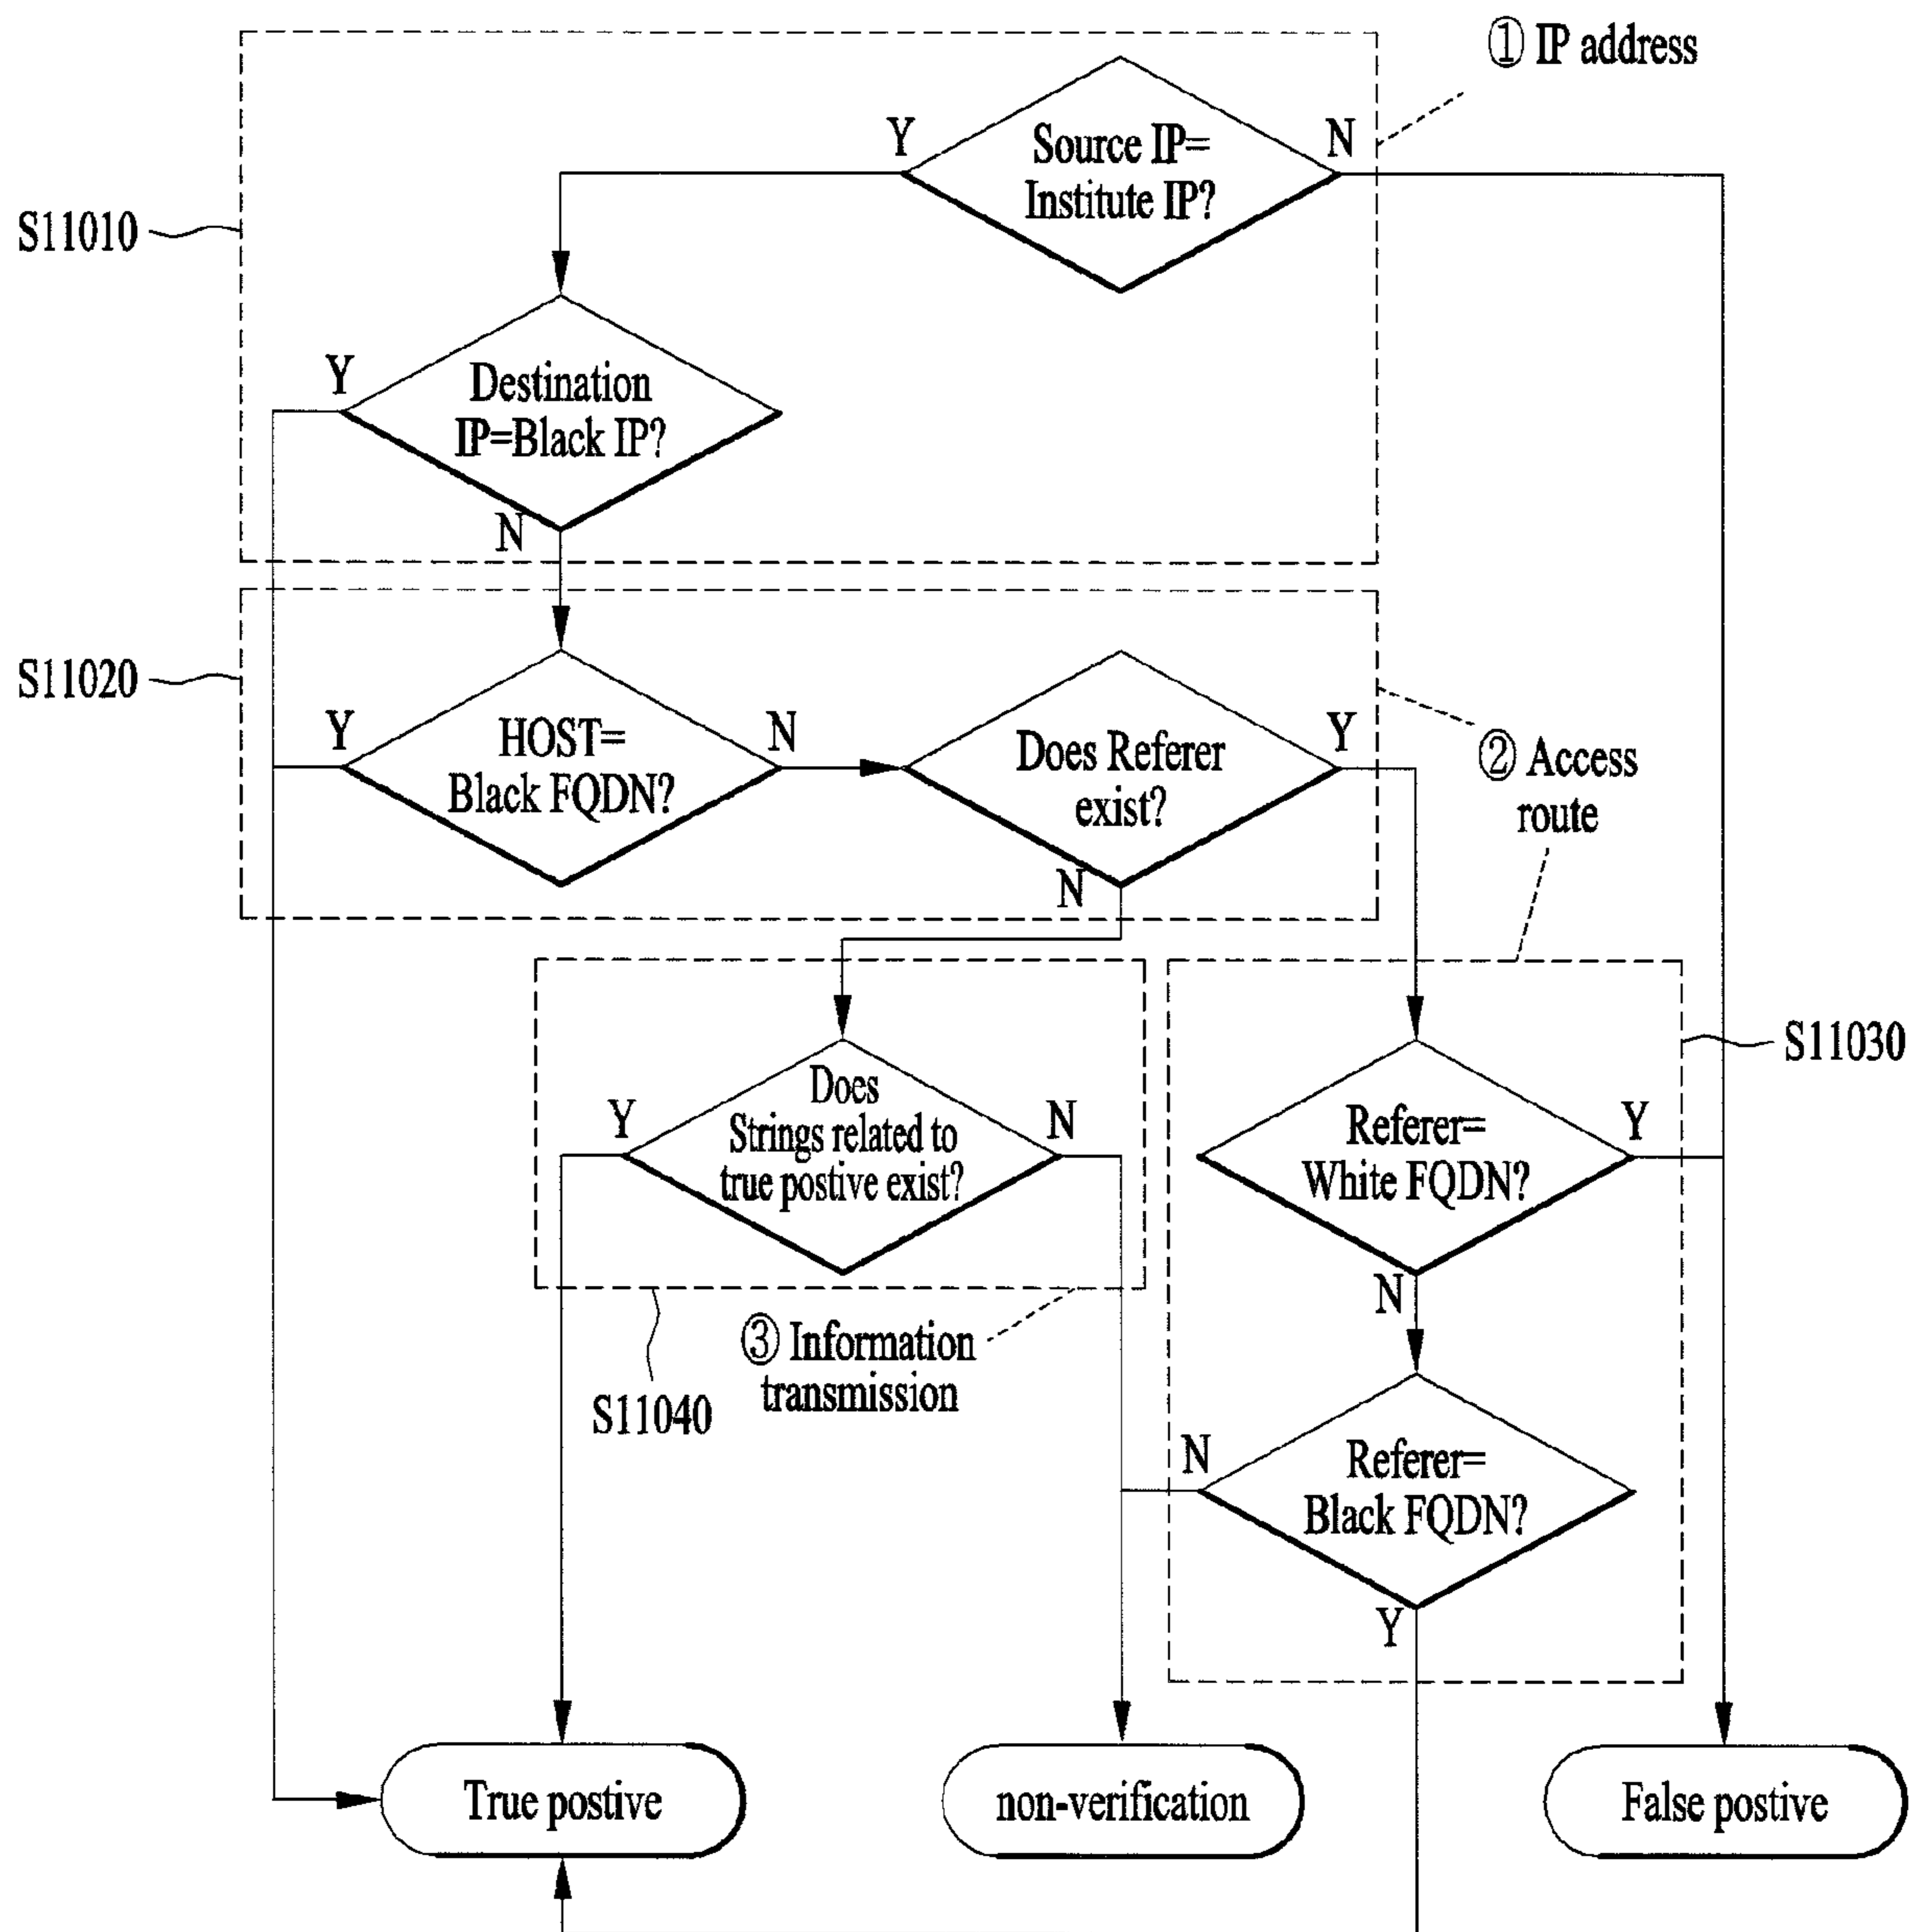 ① IP address
Source IP=
Institute IP?
Y
N
S11010
Destination
IP=Black IP?
Y
N
S11020
HOST=
Black FQDN?
Y
N
Does Referer
exist?
Y
N
② Access
route
Does
Strings related to
true postive exist?
Y
N
Referer=
White FQDN?
Y
N
S11030
③ Information
transmission
S11040
Referer=
Black FQDN?
N
Y
True postive
non-verification
False postive